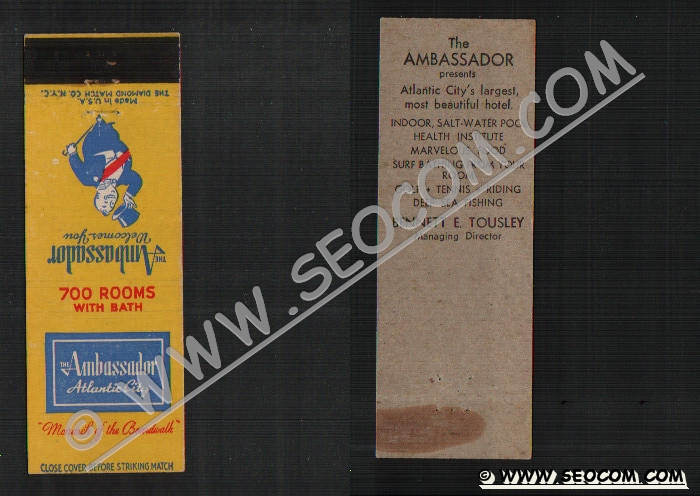 THE DIAMOND MATCH CO. N.Y.C.
Made in U.S.A.
THE Ambassador
Welcomes You
700 ROOMS
WITH BATH
THE Ambassador
Atlantic City
"Monarch of the Boardwalk"
CLOSE COVER BEFORE STRIKING MATCH
The
AMBASSADOR
presents
Atlantic City's largest,
most beautiful hotel.
INDOOR, SALT-WATER POOL
HEALTH INSTITUTE
MARVELOUS FOOD
SURF BATHING FROM YOUR
ROOM
GOLF • TENNIS • RIDING
DEEP SEA FISHING
BENNETT E. TOUSLEY
Managing Director
© WWW.SEOCOM.COM
© WWW.SEOCOM.COM